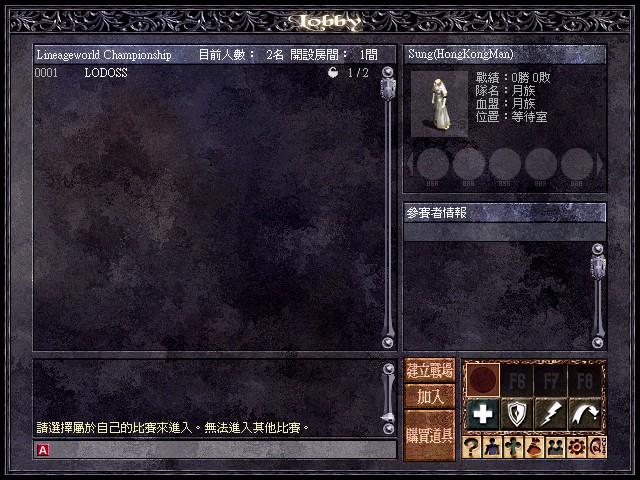 Lobby
Lineageworld Championship 目前人數： 2名 開設房間： 1間
0001 LODOSS 1/2
Sung(HongKongMan)
戰績：0勝 0敗
隊名：月族
血盟：月族
位置：等待室
參賽者情報
請選擇屬於自己的比賽來進入。無法進入其他比賽。
A
建立戰場
加入
購買道具
F6 F7 F8